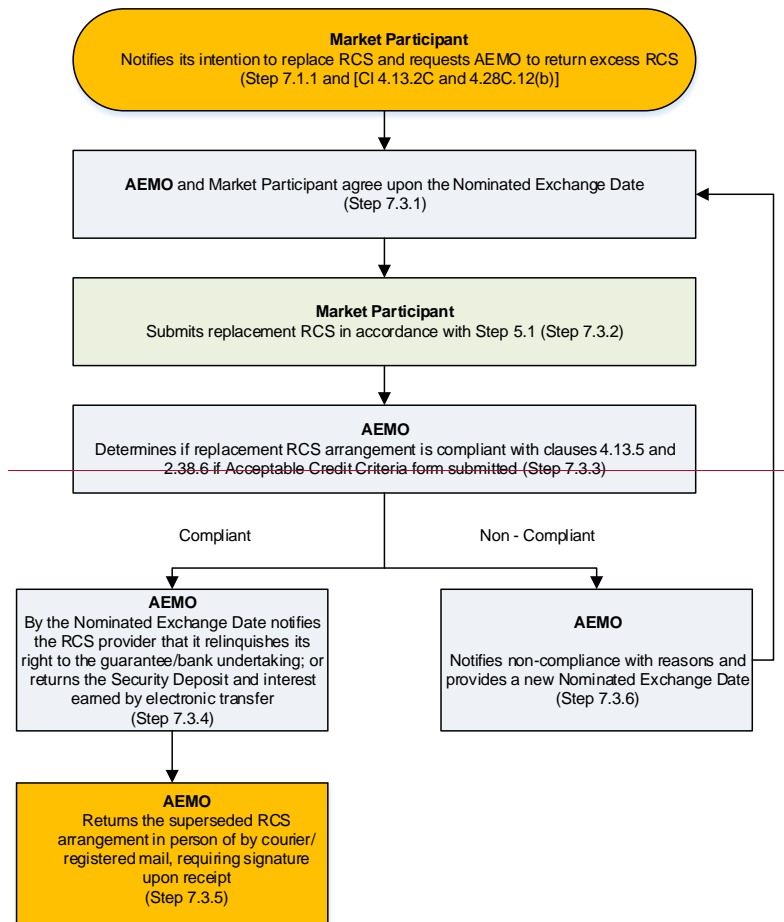 Market Participant
Notifies its intention to replace RCS and requests AEMO to return excess RCS
(Step 7.1.1 and [Cl 4.13.2C and 4.28C.12(b)]
AEMO and Market Participant agree upon the Nominated Exchange Date
(Step 7.3.1)
Market Participant
Submits replacement RCS in accordance with Step 5.1 (Step 7.3.2)
AEMO
Determines if replacement RCS arrangement is compliant with clauses 4.13.5 and
2.38.6 if Acceptable Credit Criteria form submitted (Step 7.3.3)
Compliant
Non - Compliant
AEMO
By the Nominated Exchange Date notifies
the RCS provider that it relinquishes its
right to the guarantee/bank undertaking; or
returns the Security Deposit and interest
earned by electronic transfer
(Step 7.3.4)
AEMO
Notifies non-compliance with reasons and
provides a new Nominated Exchange Date
(Step 7.3.6)
AEMO
Returns the superseded RCS
arrangement in person of by courier/
registered mail, requiring signature
upon receipt
(Step 7.3.5)